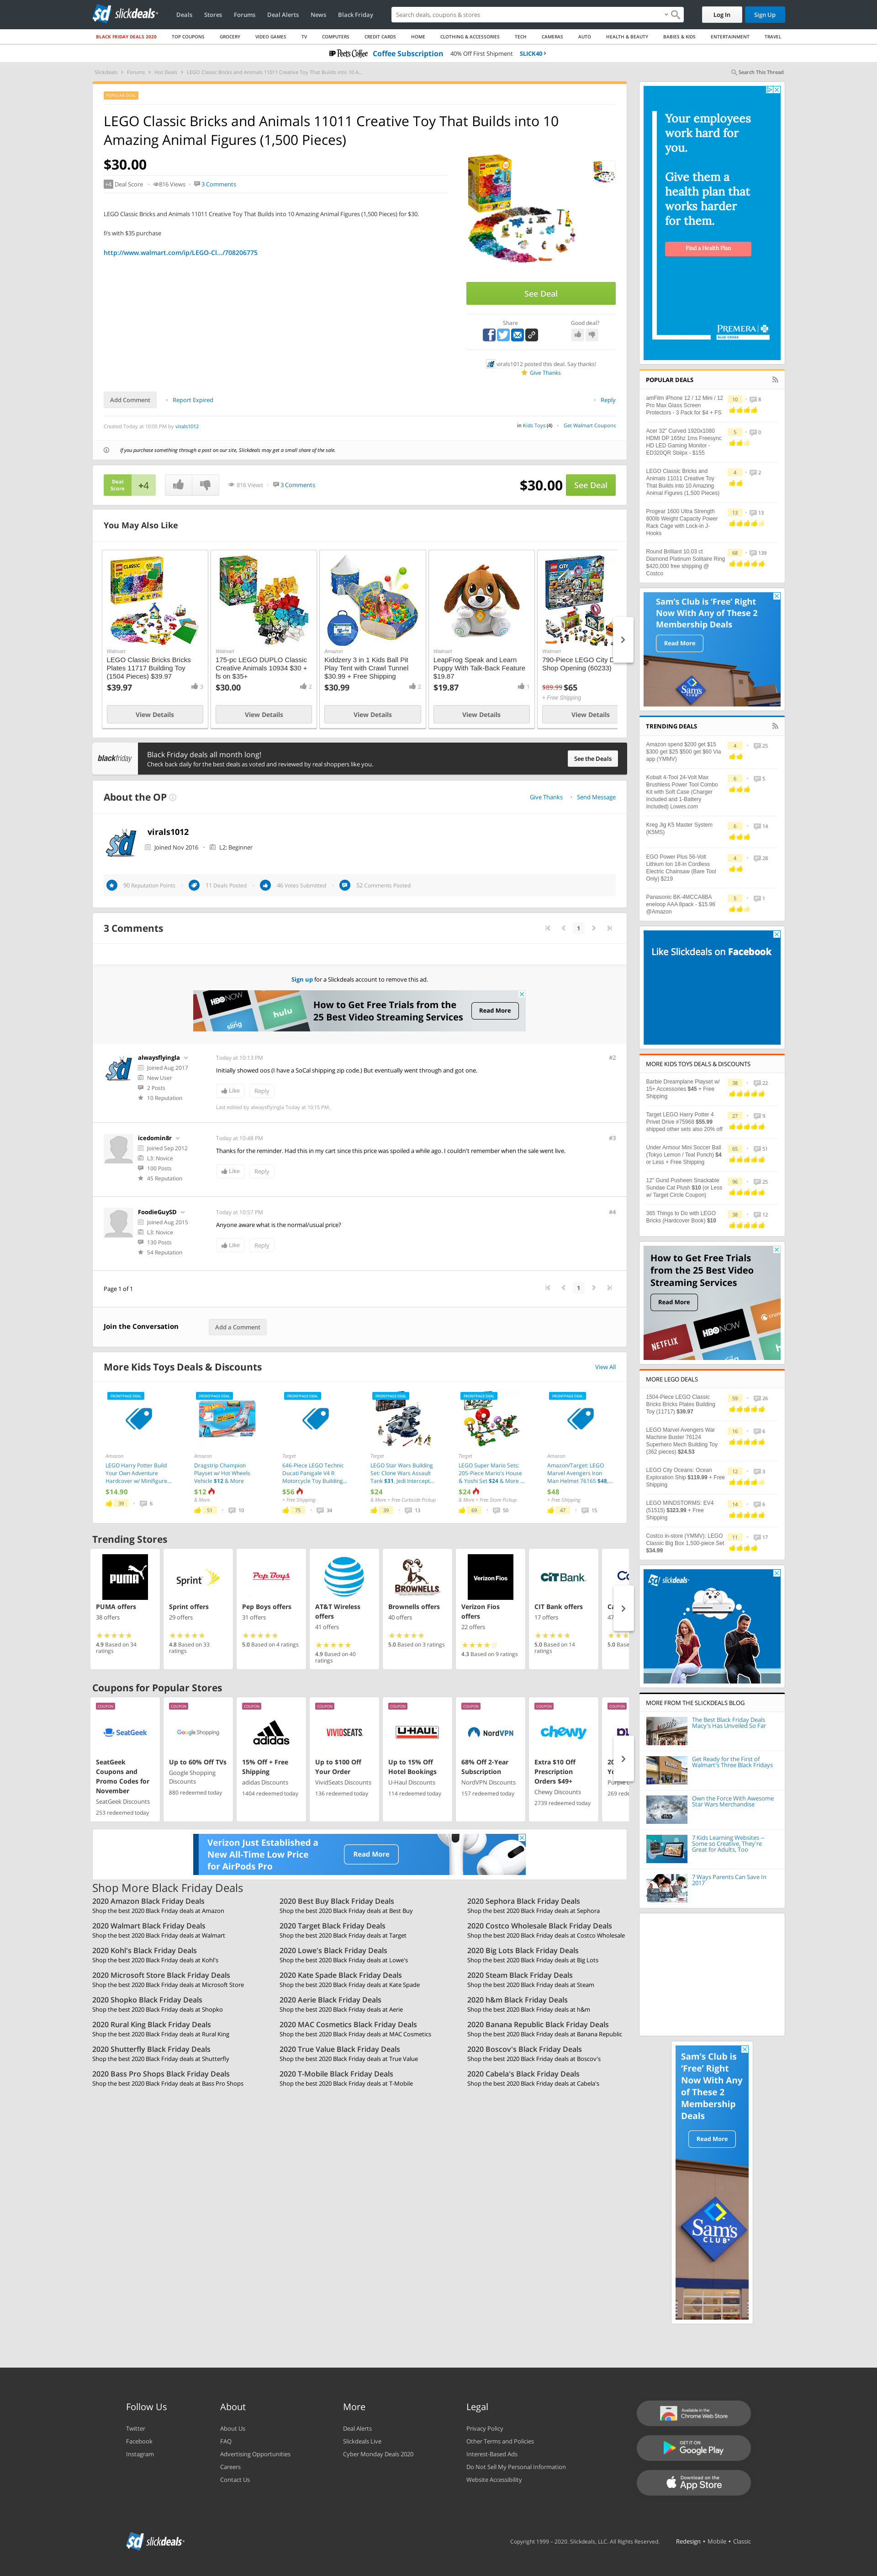 slickdeals
Deals Stores Forums Deal Alerts News Black Friday
Search deals, coupons & stores
Log In Sign Up
BLACK FRIDAY DEALS 2020 TOP COUPONS GROCERY VIDEO GAMES TV COMPUTERS CREDIT CARDS HOME CLOTHING & ACCESSORIES TECH CAMERAS AUTO HEALTH & BEAUTY BABIES & KIDS ENTERTAINMENT TRAVEL
Peet's Coffee Coffee Subscription 40% Off First Shipment SLICK40
Slickdeals Forums Hot Deals LEGO Classic Bricks and Animals 11011 Creative Toy That Builds into 10 A...
Search This Thread
POPULAR DEAL
LEGO Classic Bricks and Animals 11011 Creative Toy That Builds into 10
Amazing Animal Figures (1,500 Pieces)
$30.00
+4 Deal Score 816 Views 3 Comments
LEGO Classic Bricks and Animals 11011 Creative Toy That Builds into 10 Amazing Animal Figures (1,500 Pieces) for $30.
f/s with $35 purchase
http://www.walmart.com/ip/LEGO-Cl.../708206775
See Deal
Share Good deal?
virals1012 posted this deal. Say thanks!
Give Thanks
Add Comment Report Expired Reply
Created Today at 10:05 PM by virals1012
in Kids Toys (4) Get Walmart Coupons
If you purchase something through a post on our site, Slickdeals may get a small share of the sale.
Deal
Score
+4
816 Views 3 Comments
$30.00 See Deal
You May Also Like
Walmart
LEGO Classic Bricks Bricks
Plates 11717 Building Toy
(1504 Pieces) $39.97
$39.97 3
View Details
Walmart
175-pc LEGO DUPLO Classic
Creative Animals 10934 $30 +
fs on $35+
$30.00 2
View Details
Amazon
Kiddzery 3 in 1 Kids Ball Pit
Play Tent with Crawl Tunnel
$30.99 + Free Shipping
$30.99 2
View Details
Walmart
LeapFrog Speak and Learn
Puppy With Talk-Back Feature
$19.87
$19.87 1
View Details
Walmart
790-Piece LEGO City D
Shop Opening (60233)
$89.99 $65
+ Free Shipping
View Details
blackfriday
Black Friday deals all month long!
Check back daily for the best deals as voted and reviewed by real shoppers like you.
See the Deals
About the OP
Give Thanks Send Message
virals1012
Joined Nov 2016 L2: Beginner
90 Reputation Points 11 Deals Posted 46 Votes Submitted 52 Comments Posted
3 Comments
1
Sign up for a Slickdeals account to remove this ad.
HBO NOW
sling
hulu
How to Get Free Trials from the
25 Best Video Streaming Services
Read More
alwaysflyingla
Joined Aug 2017
New User
2 Posts
10 Reputation
Today at 10:13 PM #2
Initially showed oos (I have a SoCal shipping zip code.) But eventually went through and got one.
Like Reply
Last edited by alwaysflyingla Today at 10:15 PM.
icedomin8r
Joined Sep 2012
L3: Novice
100 Posts
45 Reputation
Today at 10:48 PM #3
Thanks for the reminder. Had this in my cart since this price was spoiled a while ago. I couldn't remember when the sale went live.
Like Reply
FoodieGuySD
Joined Aug 2015
L3: Novice
130 Posts
54 Reputation
Today at 10:57 PM #4
Anyone aware what is the normal/usual price?
Like Reply
Page 1 of 1
1
Join the Conversation Add a Comment
More Kids Toys Deals & Discounts
View All
FRONTPAGE DEAL
Amazon
LEGO Harry Potter Build
Your Own Adventure
Hardcover w/ Minifigure...
$14.90
39 6
FRONTPAGE DEAL
Amazon
Dragstrip Champion
Playset w/ Hot Wheels
Vehicle $12 & More
$12
& More
51 10
FRONTPAGE DEAL
Target
646-Piece LEGO Technic
Ducati Panigale V4 R
Motorcycle Toy Building...
$56
+ Free Shipping
75 34
FRONTPAGE DEAL
Target
LEGO Star Wars Building
Set: Clone Wars Assault
Tank $31, Jedi Intercept...
$24
& More + Free Curbside Pickup
39 13
FRONTPAGE DEAL
Target
LEGO Super Mario Sets:
205-Piece Mario's House
& Yoshi Set $24 & More ...
$24
& More + Free Store Pickup
69 50
FRONTPAGE DEAL
Amazon
Amazon/Target: LEGO
Marvel Avengers Iron
Man Helmet 76165 $48,...
$48
+ Free Shipping
47 15
Trending Stores
PUMA
PUMA offers
38 offers
4.9 Based on 34
ratings
Sprint
Sprint offers
29 offers
4.8 Based on 33
ratings
Pep Boys
Pep Boys offers
31 offers
5.0 Based on 4 ratings
AT&T
AT&T Wireless
offers
41 offers
4.9 Based on 40
ratings
BROWNELLS
Brownells offers
40 offers
5.0 Based on 3 ratings
Verizon Fios
Verizon Fios
offers
22 offers
4.3 Based on 9 ratings
CIT BANK
CIT Bank offers
17 offers
5.0 Based on 14
ratings
Co
Ca
47
5.0 Base
Coupons for Popular Stores
COUPON
SeatGeek
SeatGeek
Coupons and
Promo Codes for
November
SeatGeek Discounts
253 redeemed today
COUPON
Google Shopping
Up to 60% Off TVs
Google Shopping
Discounts
880 redeemed today
COUPON
adidas
15% Off + Free
Shipping
adidas Discounts
1404 redeemed today
COUPON
VIVIDSEATS.
Up to $100 Off
Your Order
VividSeats Discounts
136 redeemed today
COUPON
U-HAUL
Up to 15% Off
Hotel Bookings
U-Haul Discounts
114 redeemed today
COUPON
NordVPN
68% Off 2-Year
Subscription
NordVPN Discounts
157 redeemed today
COUPON
chewy
Extra $10 Off
Prescription
Orders $49+
Chewy Discounts
2739 redeemed today
COUPON
pu
20
Yo
Purple D
269 rede
Verizon Just Established a
New All-Time Low Price
for AirPods Pro
Read More
Shop More Black Friday Deals
2020 Amazon Black Friday Deals 2020 Best Buy Black Friday Deals 2020 Sephora Black Friday Deals
Shop the best 2020 Black Friday deals at Amazon Shop the best 2020 Black Friday deals at Best Buy Shop the best 2020 Black Friday deals at Sephora
2020 Walmart Black Friday Deals 2020 Target Black Friday Deals 2020 Costco Wholesale Black Friday Deals
Shop the best 2020 Black Friday deals at Walmart Shop the best 2020 Black Friday deals at Target Shop the best 2020 Black Friday deals at Costco Wholesale
2020 Kohl's Black Friday Deals 2020 Lowe's Black Friday Deals 2020 Big Lots Black Friday Deals
Shop the best 2020 Black Friday deals at Kohl's Shop the best 2020 Black Friday deals at Lowe's Shop the best 2020 Black Friday deals at Big Lots
2020 Microsoft Store Black Friday Deals 2020 Kate Spade Black Friday Deals 2020 Steam Black Friday Deals
Shop the best 2020 Black Friday deals at Microsoft Store Shop the best 2020 Black Friday deals at Kate Spade Shop the best 2020 Black Friday deals at Steam
2020 Shopko Black Friday Deals 2020 Aerie Black Friday Deals 2020 h&m Black Friday Deals
Shop the best 2020 Black Friday deals at Shopko Shop the best 2020 Black Friday deals at Aerie Shop the best 2020 Black Friday deals at h&m
2020 Rural King Black Friday Deals 2020 MAC Cosmetics Black Friday Deals 2020 Banana Republic Black Friday Deals
Shop the best 2020 Black Friday deals at Rural King Shop the best 2020 Black Friday deals at MAC Cosmetics Shop the best 2020 Black Friday deals at Banana Republic
2020 Shutterfly Black Friday Deals 2020 True Value Black Friday Deals 2020 Boscov's Black Friday Deals
Shop the best 2020 Black Friday deals at Shutterfly Shop the best 2020 Black Friday deals at True Value Shop the best 2020 Black Friday deals at Boscov's
2020 Bass Pro Shops Black Friday Deals 2020 T-Mobile Black Friday Deals 2020 Cabela's Black Friday Deals
Shop the best 2020 Black Friday deals at Bass Pro Shops Shop the best 2020 Black Friday deals at T-Mobile Shop the best 2020 Black Friday deals at Cabela's
Your employees
work hard for
you.
Give them a
health plan that
works harder
for them.
Find a Health Plan
PREMERA
BLUE CROSS
POPULAR DEALS
amFilm iPhone 12 / 12 Mini / 12
Pro Max Glass Screen
Protectors - 3 Pack for $4 + FS
10 8
Acer 32" Curved 1920x1080
HDMI DP 165hz 1ms Freesync
HD LED Gaming Monitor -
ED320QR Sbiipx - $155
5 0
LEGO Classic Bricks and
Animals 11011 Creative Toy
That Builds into 10 Amazing
Animal Figures (1,500 Pieces)
4 2
Progear 1600 Ultra Strength
800lb Weight Capacity Power
Rack Cage with Lock-in J-
Hooks
13 13
Round Brilliant 10.03 ct
Diamond Platinum Solitaire Ring
$420,000 free shipping @
Costco
68 139
Sam's Club is 'Free' Right
Now With Any of These 2
Membership Deals
Read More
Sam's
TRENDING DEALS
Amazon spend $200 get $15
$300 get $25 $500 get $60 Via
app (YMMV)
4 25
Kobalt 4-Tool 24-Volt Max
Brushless Power Tool Combo
Kit with Soft Case (Charger
Included and 1-Battery
Included) Lowes.com
6 5
Kreg Jig K5 Master System
(K5MS)
6 14
EGO Power Plus 56-Volt
Lithium Ion 18-in Cordless
Electric Chainsaw (Bare Tool
Only) $219
4 28
Panasonic BK-4MCCA8BA
eneloop AAA 8pack - $15.96
@Amazon
5 1
Like Slickdeals on Facebook
MORE KIDS TOYS DEALS & DISCOUNTS
Barbie Dreamplane Playset w/
15+ Accessories $45 + Free
Shipping
38 22
Target LEGO Harry Potter 4
Privet Drive #75968 $55.99
shipped other sets also 20% off
27 9
Under Armour Mini Soccer Ball
(Tokyo Lemon / Teal Punch) $4
or Less + Free Shipping
65 51
12" Gund Pusheen Snackable
Sundae Cat Plush $10 (or Less
w/ Target Circle Coupon)
96 25
365 Things to Do with LEGO
Bricks (Hardcover Book) $10
38 12
How to Get Free Trials
from the 25 Best Video
Streaming Services
Read More
NETFLIX
HBO NOW
MORE LEGO DEALS
1504-Piece LEGO Classic
Bricks Bricks Plates Building
Toy (11717) $39.97
59 26
LEGO Marvel Avengers War
Machine Buster 76124
Superhero Mech Building Toy
(362 pieces) $24.53
16 6
LEGO City Oceans: Ocean
Exploration Ship $119.99 + Free
Shipping
12 3
LEGO MINDSTORMS: EV4
(51515) $323.99 + Free
Shipping
14 6
Costco in-store (YMMV): LEGO
Classic Big Box 1,500-piece Set
$34.99
11 17
slickdeals
MORE FROM THE SLICKDEALS BLOG
The Best Black Friday Deals
Macy's Has Unveiled So Far
Get Ready for the First of
Walmart's Three Black Fridays
Own the Force With Awesome
Star Wars Merchandise
7 Kids Learning Websites –
Some so Creative, They're
Great for Adults, Too
7 Ways Parents Can Save In
2017
Sam's Club is
'Free' Right
Now With Any
of These 2
Membership
Deals
Read More
Sam's
CLUB
Follow Us About More Legal
Twitter
Facebook
Instagram
About Us
FAQ
Advertising Opportunities
Careers
Contact Us
Deal Alerts
Slickdeals Live
Cyber Monday Deals 2020
Privacy Policy
Other Terms and Policies
Interest-Based Ads
Do Not Sell My Personal Information
Website Accessibility
Available in the
Chrome Web Store
GET IT ON
Google Play
Download on the
App Store
slickdeals
Copyright 1999 – 2020. Slickdeals, LLC. All Rights Reserved. Redesign • Mobile • Classic